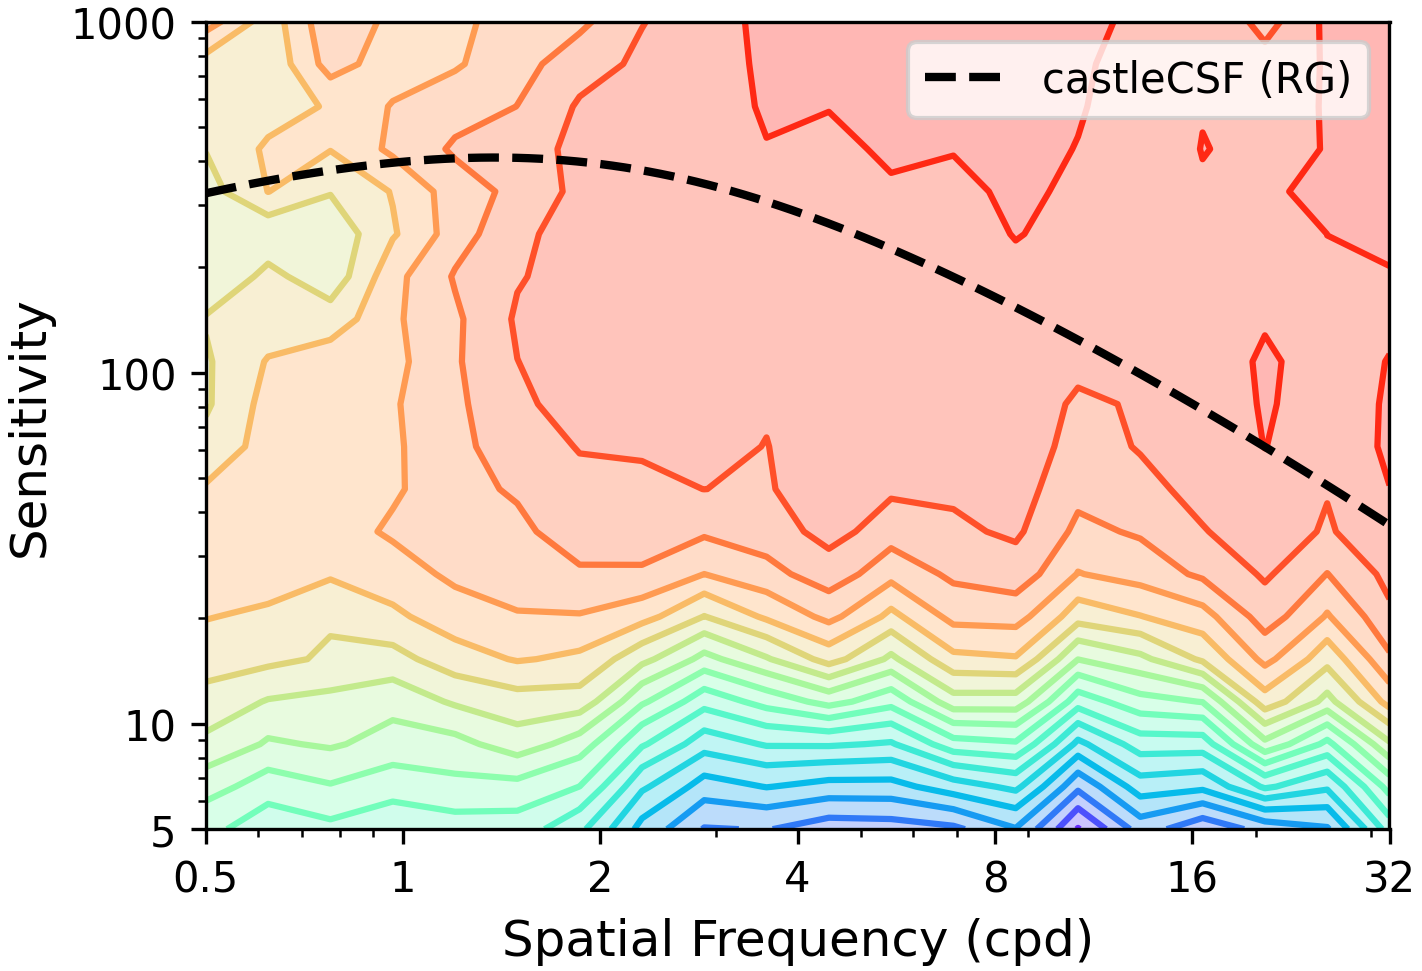 1000
100
10
5
Sensitivity
castleCSF (RG)
0.5 1 2 4 8 16 32
Spatial Frequency (cpd)